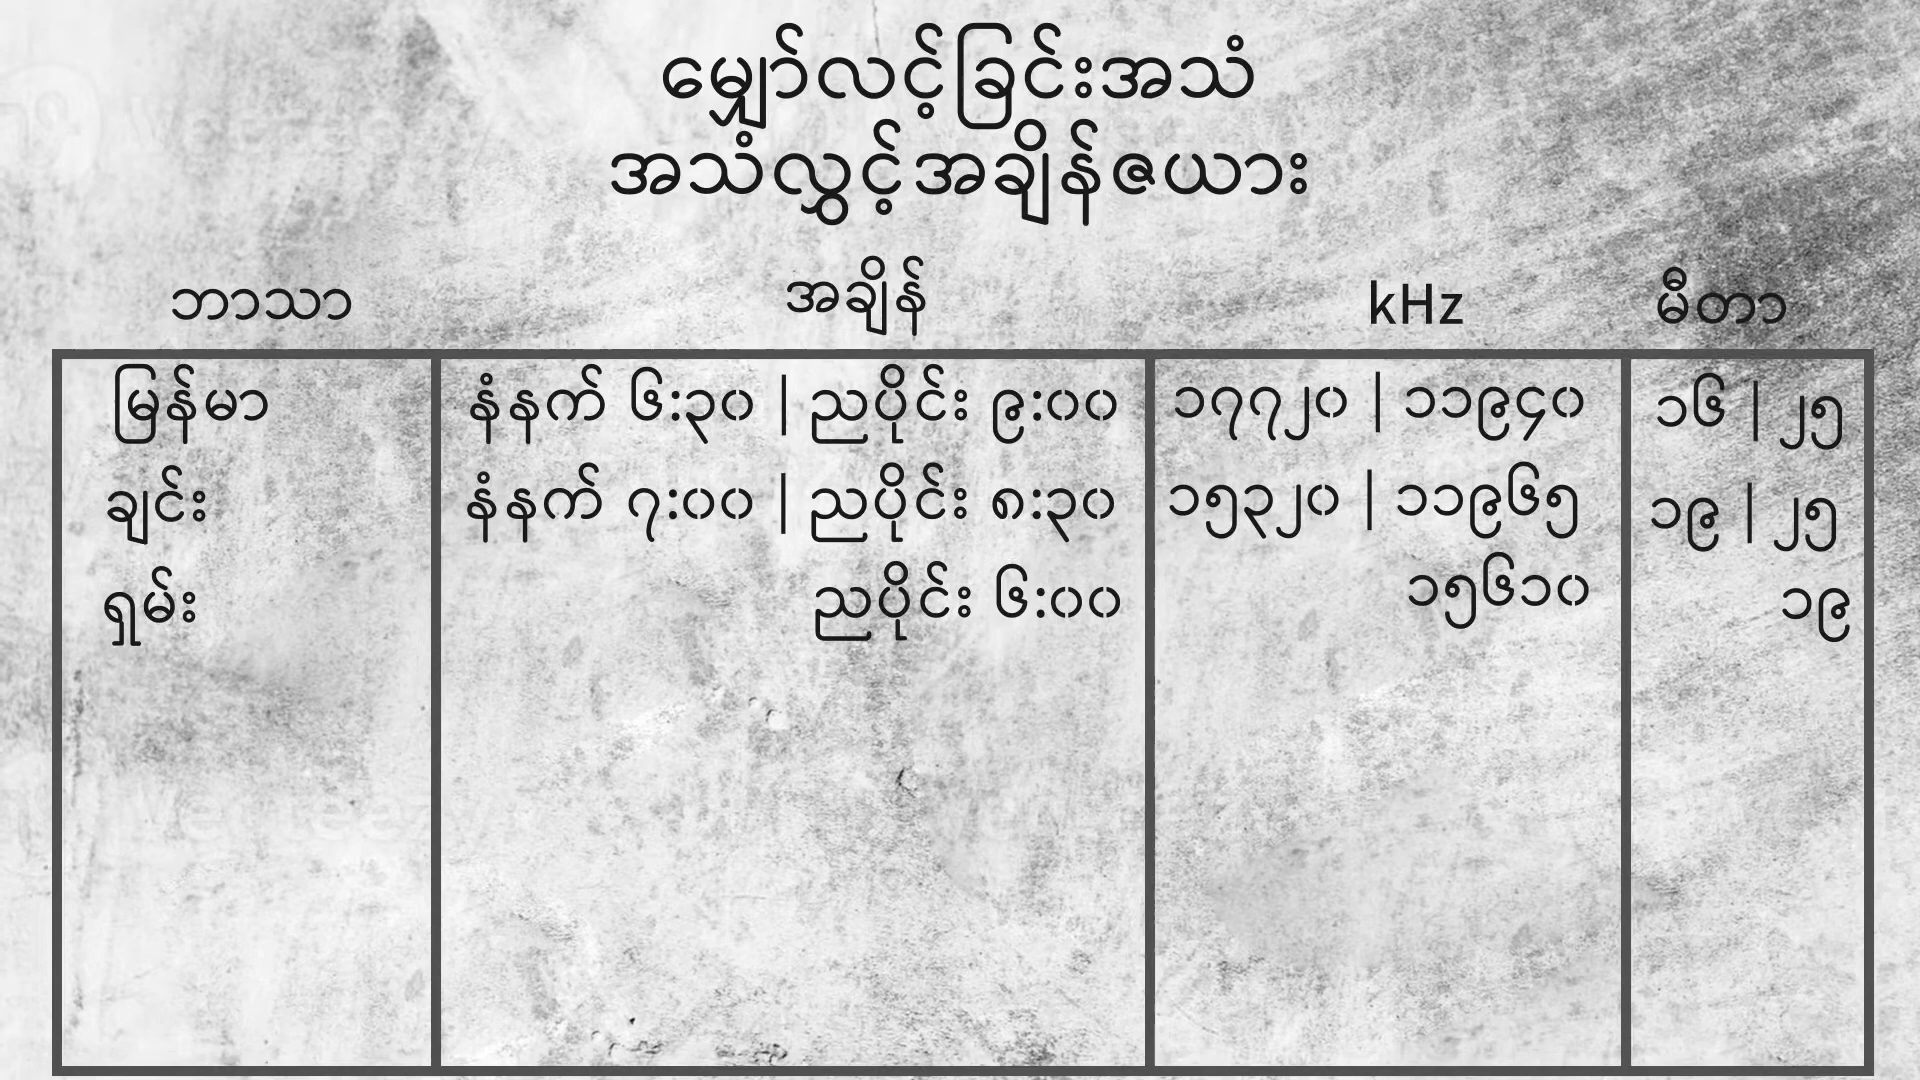 မျှော်လင့်ခြင်းအသံ
အသံလွှင့်အချိန်ဇယား
ဘာသာ အချိန် kHz မီတာ
မြန်မာ နံနက် ၆:၃၀ | ညပိုင်း ၉:၀၀ ၁၇၇၂၀ | ၁၁၉၄၀ ၁၆ | ၂၅
ချင်း နံနက် ၇:၀၀ | ညပိုင်း ၈:၃၀ ၁၅၃၂၀ | ၁၁၉၆၅ ၁၉ | ၂၅
ရှမ်း ညပိုင်း ၆:၀၀ ၁၅၆၁၀ ၁၉